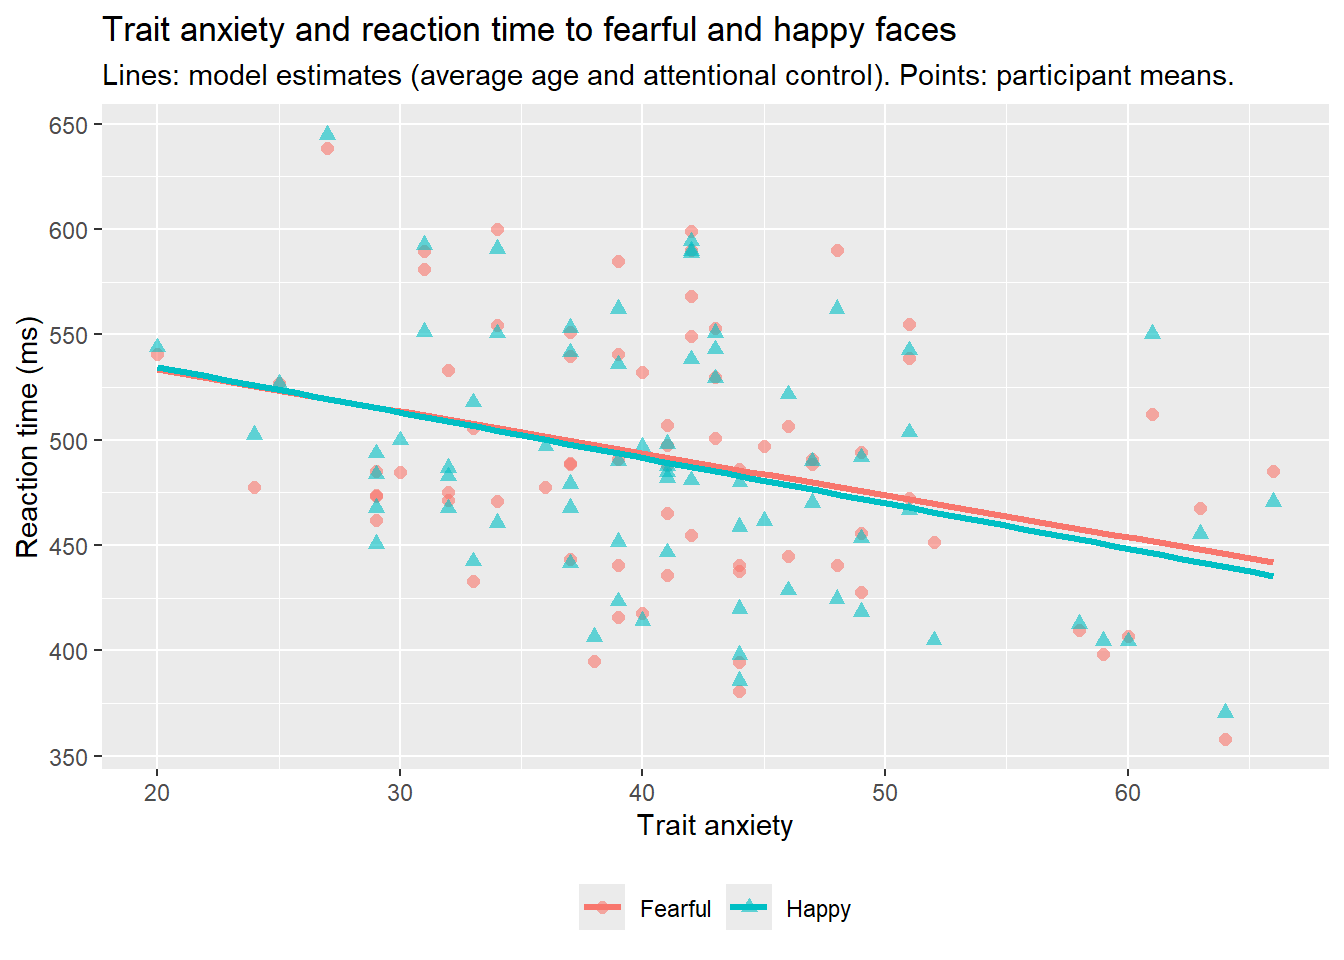 Trait anxiety and reaction time to fearful and happy faces
Lines: model estimates (average age and attentional control). Points: participant means.
650
600
550
500
450
400
350
Reaction time (ms)
20 30 40 50 60
Trait anxiety
Fearful Happy